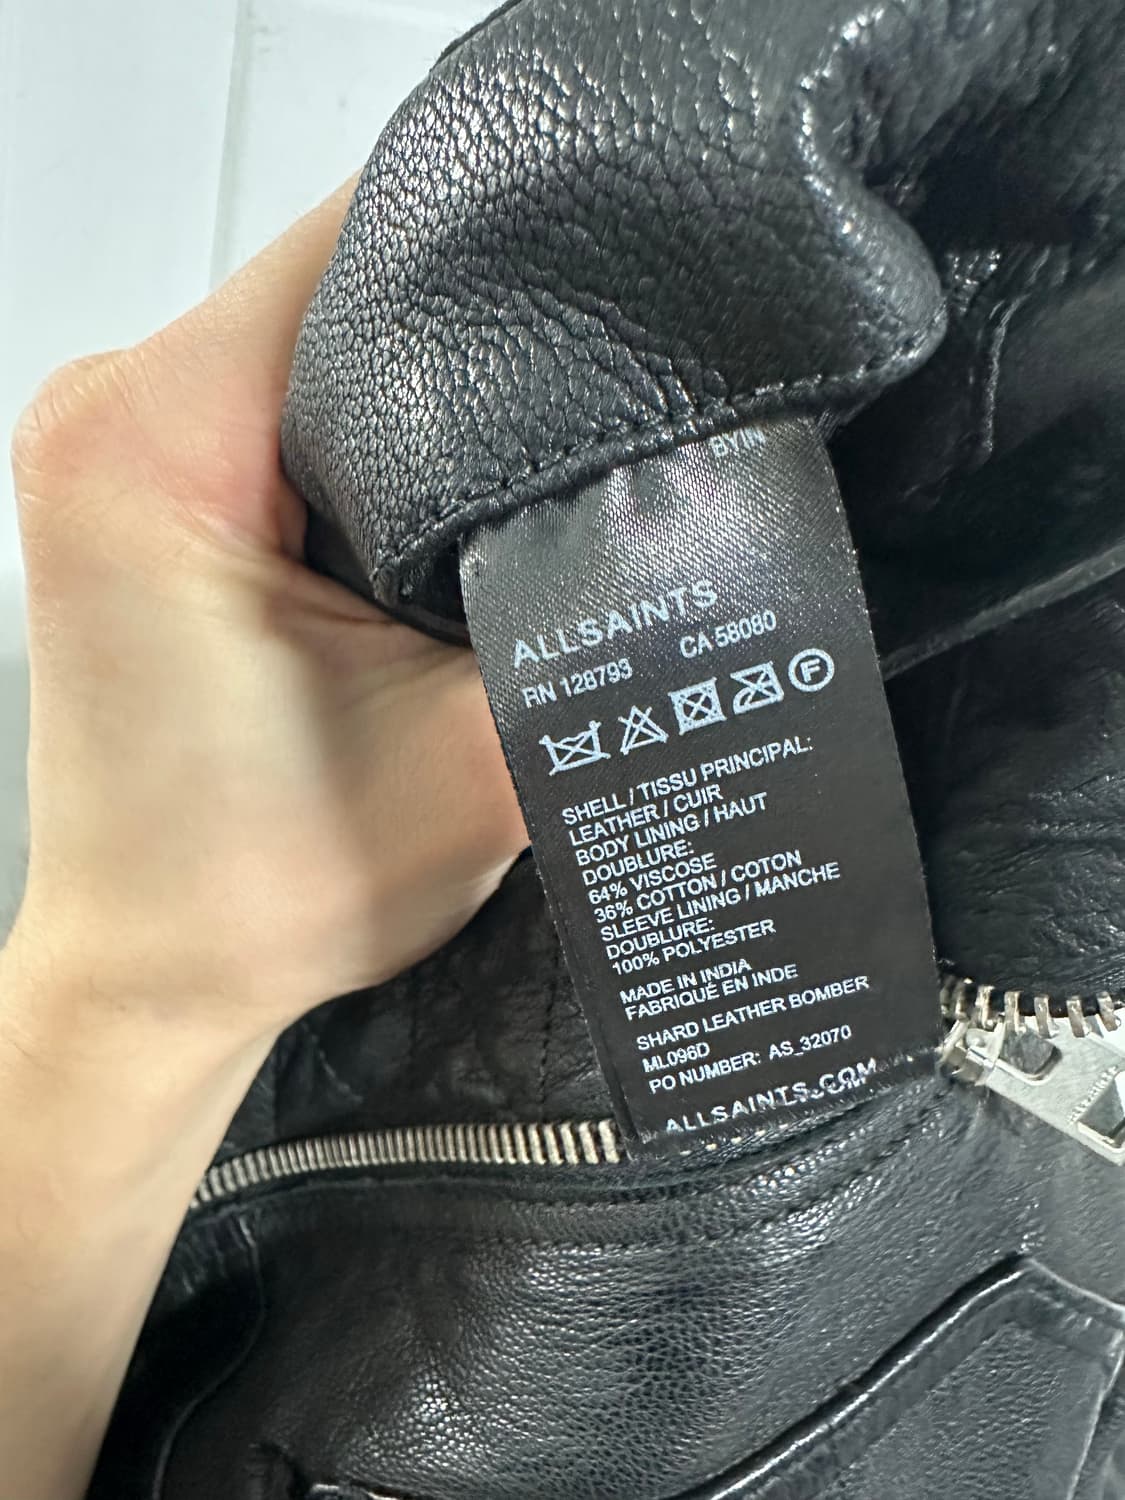 BYIN
ALLSAINTS
RN 128793 CA 58080
F
SHELL / TISSU PRINCIPAL:
LEATHER / CUIR
BODY LINING / HAUT
DOUBLURE:
64% VISCOSE
36% COTTON / COTON
SLEEVE LINING / MANCHE
DOUBLURE:
100% POLYESTER
MADE IN INDIA
FABRIQUÉ EN INDE
SHARD LEATHER BOMBER
ML096D
PO NUMBER: AS_32070
ALLSAINTS.COM